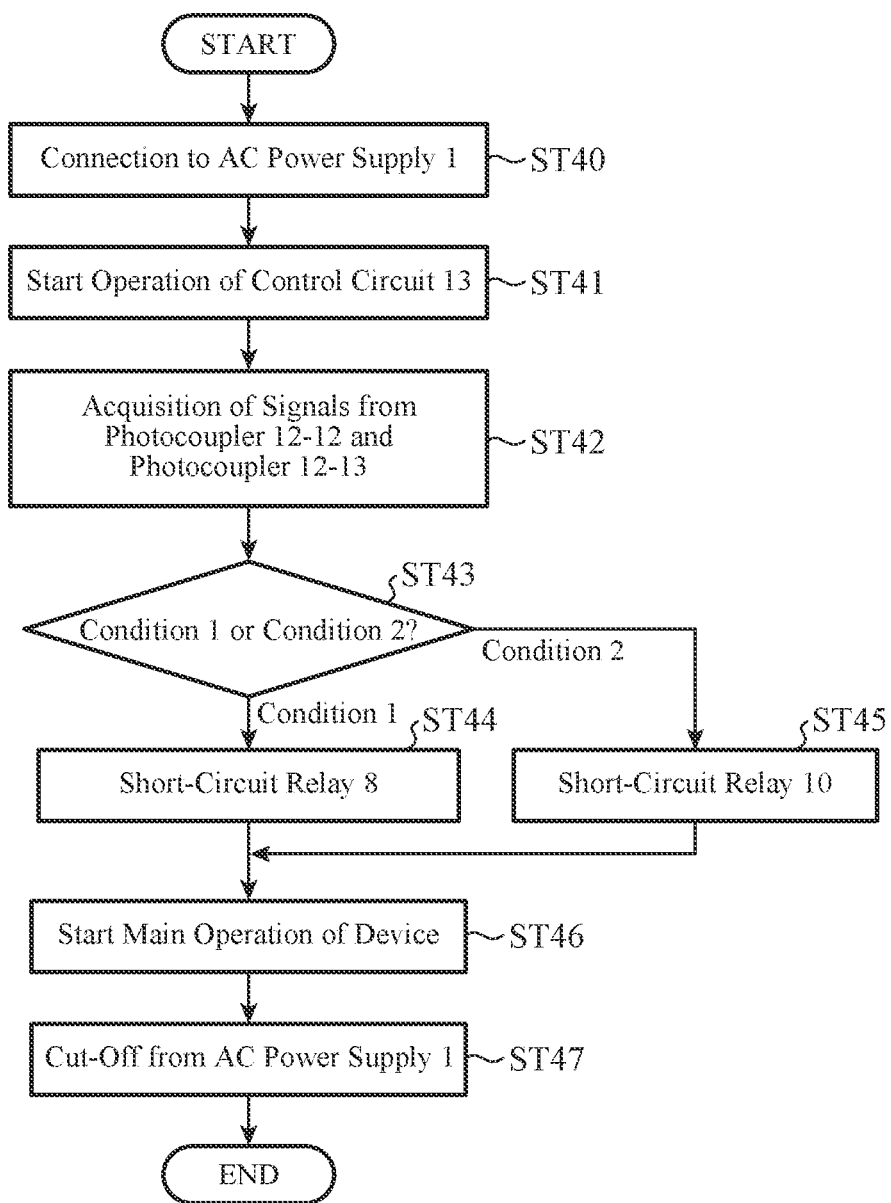 START
Connection to AC Power Supply 1
ST40
Start Operation of Control Circuit 13
ST41
Acquisition of Signals from
Photocoupler 12-12 and
Photocoupler 12-13
ST42
ST43
Condition 1 or Condition 2?
Condition 2
Condition 1
ST44
ST45
Short-Circuit Relay 8
Short-Circuit Relay 10
Start Main Operation of Device
ST46
Cut-Off from AC Power Supply 1
ST47
END